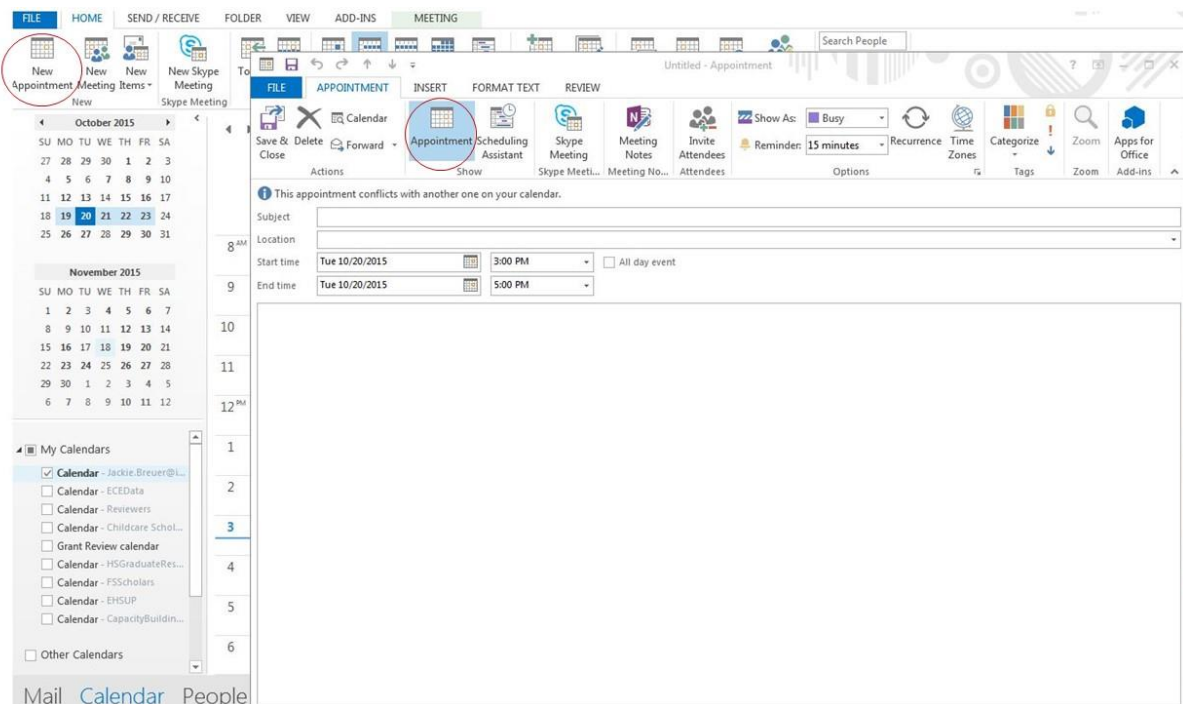 FILE HOME SEND / RECEIVE FOLDER VIEW ADD-INS MEETING
New Appointment
New Meeting
New Items
New Skype Meeting
To
New
Skype Meeting
Search People
Untitled - Appointment
FILE APPOINTMENT INSERT FORMAT TEXT REVIEW
Save & Close
Delete
Calendar
Forward
Appointment
Scheduling Assistant
Skype Meeting
Meeting Notes
Invite Attendees
Show As: Busy
Reminder: 15 minutes
Recurrence
Time Zones
Categorize
Zoom
Apps for Office
Actions
Show
Skype Meeti...
Meeting No...
Attendees
Options
Tags
Zoom
Add-ins
This appointment conflicts with another one on your calendar.
Subject
Location
Start time Tue 10/20/2015 3:00 PM All day event
End time Tue 10/20/2015 5:00 PM
October 2015
SU MO TU WE TH FR SA
27 28 29 30 1 2 3
4 5 6 7 8 9 10
11 12 13 14 15 16 17
18 19 20 21 22 23 24
25 26 27 28 29 30 31
November 2015
SU MO TU WE TH FR SA
1 2 3 4 5 6 7
8 9 10 11 12 13 14
15 16 17 18 19 20 21
22 23 24 25 26 27 28
29 30 1 2 3 4 5
6 7 8 9 10 11 12
8 AM
9
10
11
12 PM
1
2
3
4
5
6
My Calendars
Calendar - Jackie.Breuer@i...
Calendar - ECEData
Calendar - Reviewers
Calendar - Childcare Schol...
Grant Review calendar
Calendar - HSGraduateRes...
Calendar - FSScholars
Calendar - EHSUP
Calendar - CapacityBuildin...
Other Calendars
Mail Calendar People